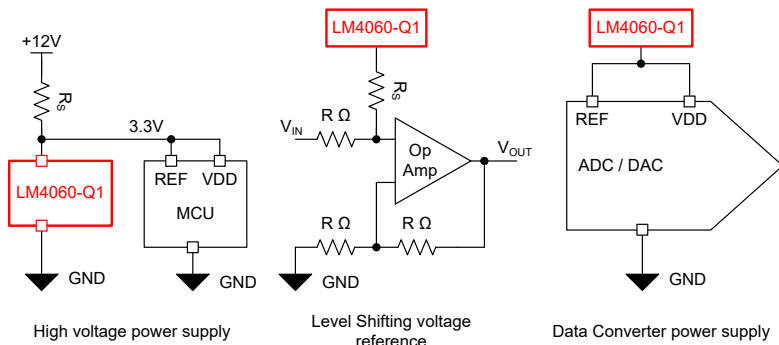 +12V
RS
3.3V
LM4060-Q1
REF VDD
MCU
GND
GND
High voltage power supply
LM4060-Q1
RS
VIN
R Ω
Op
Amp
VOUT
R Ω
R Ω
GND
Level Shifting voltage
reference
LM4060-Q1
REF
VDD
ADC / DAC
GND
Data Converter power supply